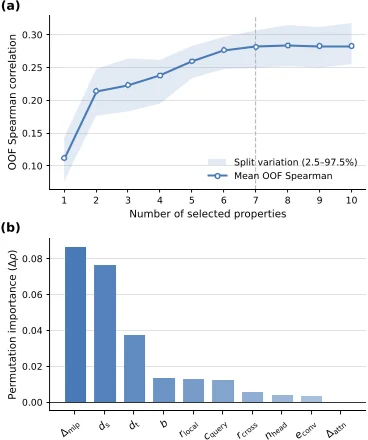 (a)
OOF Spearman correlation
0.30
0.25
0.20
0.15
0.10
Split variation (2.5–97.5%)
Mean OOF Spearman
1 2 3 4 5 6 7 8 9 10
Number of selected properties
(b)
Permutation importance (Δρ)
0.08
0.06
0.04
0.02
0.00
Δmlp ds dt b rlocal cquery rcross nhead econv Δattn